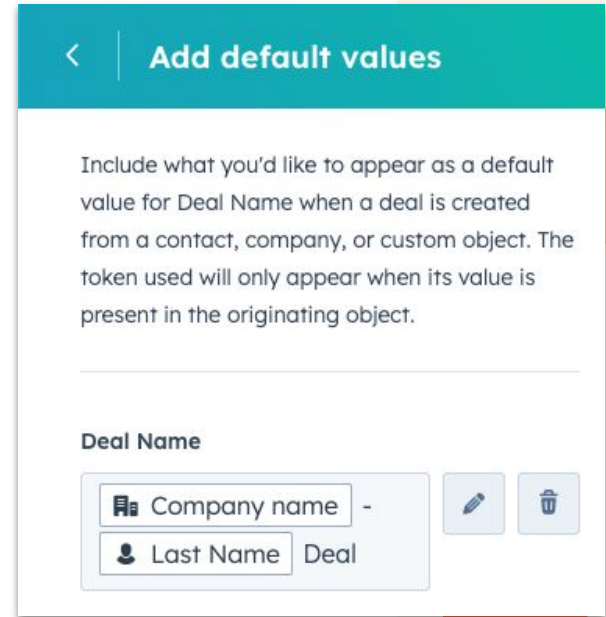 Add default values
Include what you'd like to appear as a default
value for Deal Name when a deal is created
from a contact, company, or custom object. The
token used will only appear when its value is
present in the originating object.
Deal Name
Company name -
Last Name Deal